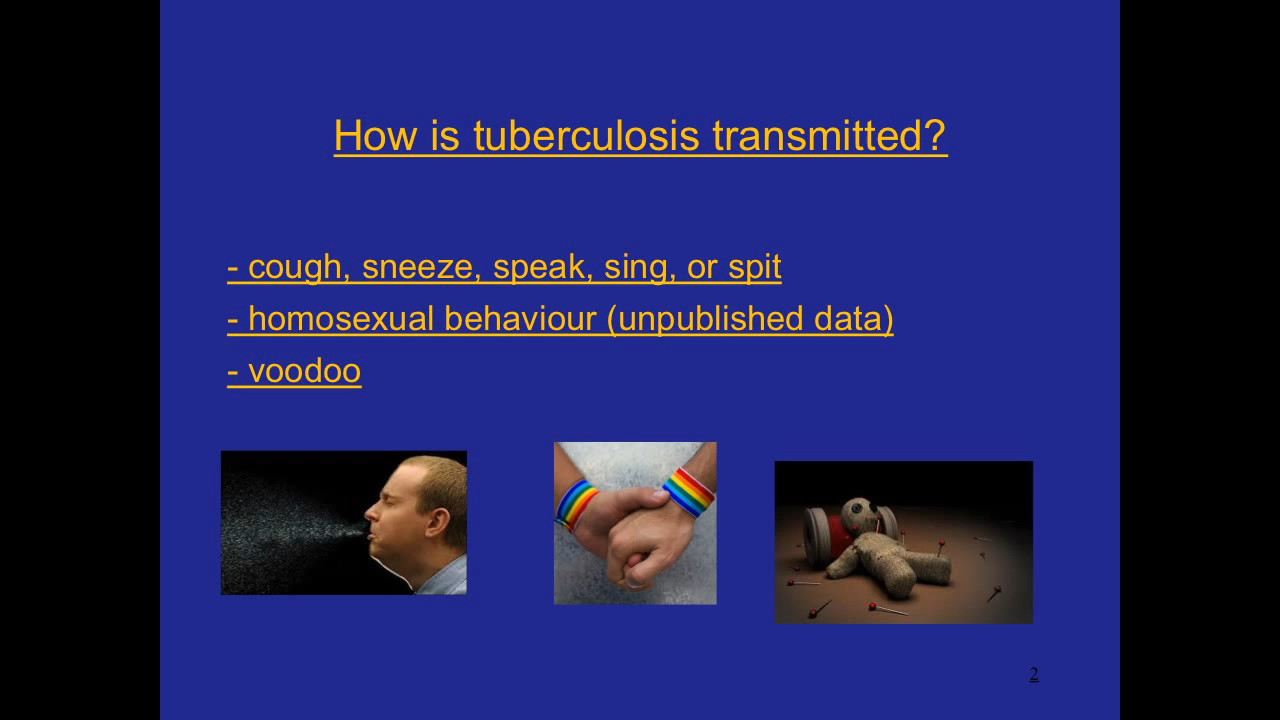 How is tuberculosis transmitted?
- cough, sneeze, speak, sing, or spit
- homosexual behaviour (unpublished data)
- voodoo
2